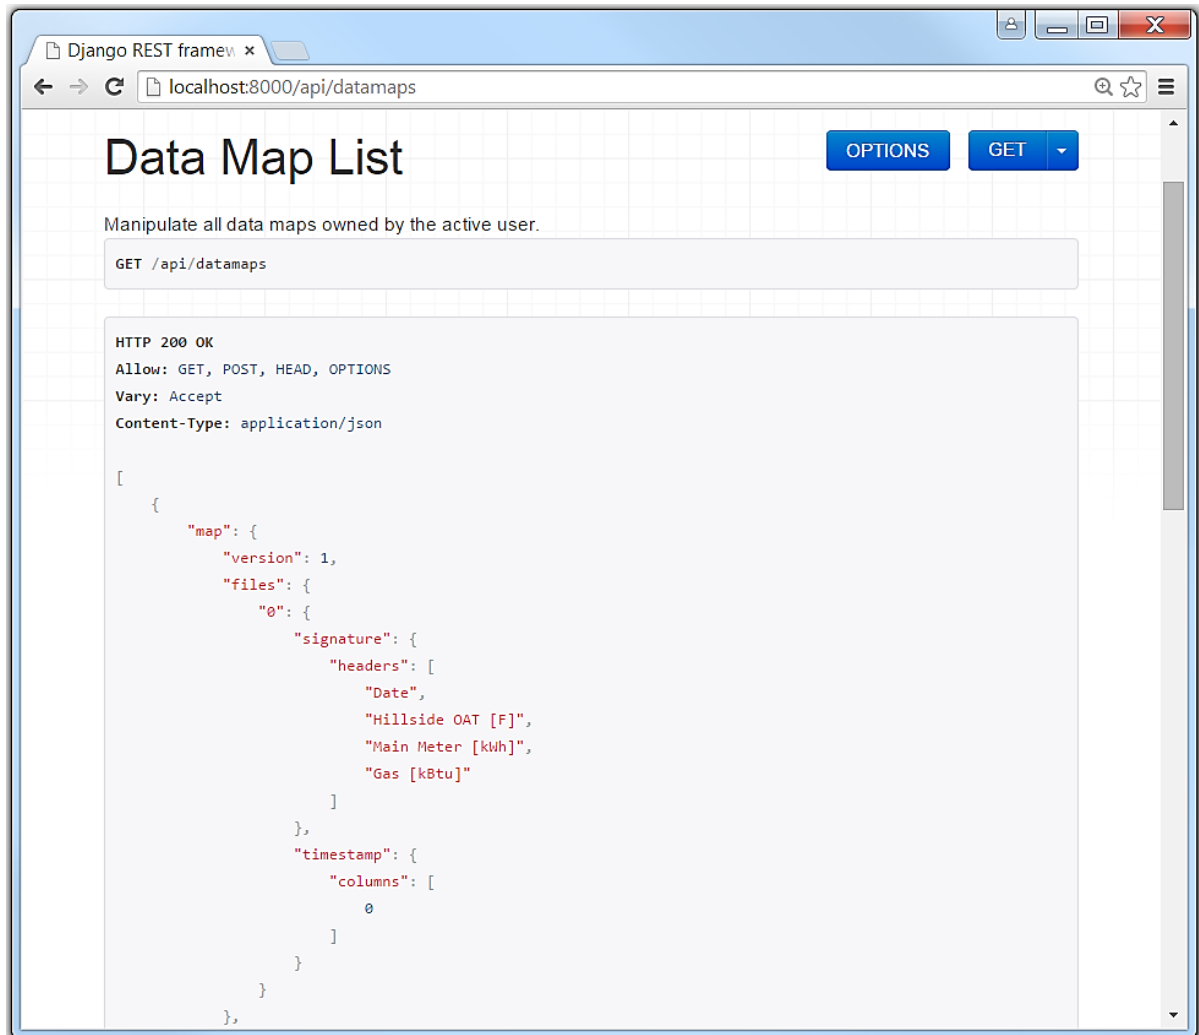 Django REST framew
localhost:8000/api/datamaps
Data Map List
OPTIONS
GET
Manipulate all data maps owned by the active user.
GET /api/datamaps
HTTP 200 OK
Allow: GET, POST, HEAD, OPTIONS
Vary: Accept
Content-Type: application/json
[
    {
        "map": {
            "version": 1,
            "files": {
                "0": {
                    "signature": {
                        "headers": [
                            "Date",
                            "Hillside OAT [F]",
                            "Main Meter [kWh]",
                            "Gas [kBtu]"
                        ]
                    },
                    "timestamp": {
                        "columns": [
                            0
                        ]
                    }
                }
            },